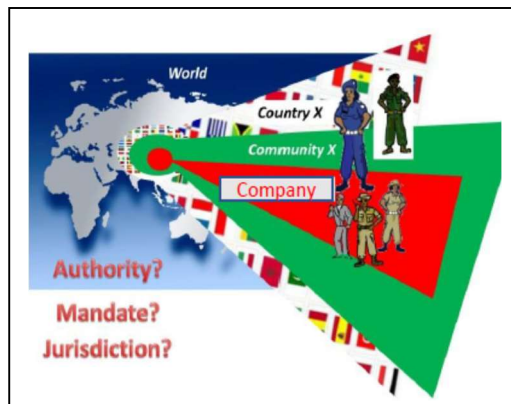 World
Country X
Community X
Company
Authority?
Mandate?
Jurisdiction?